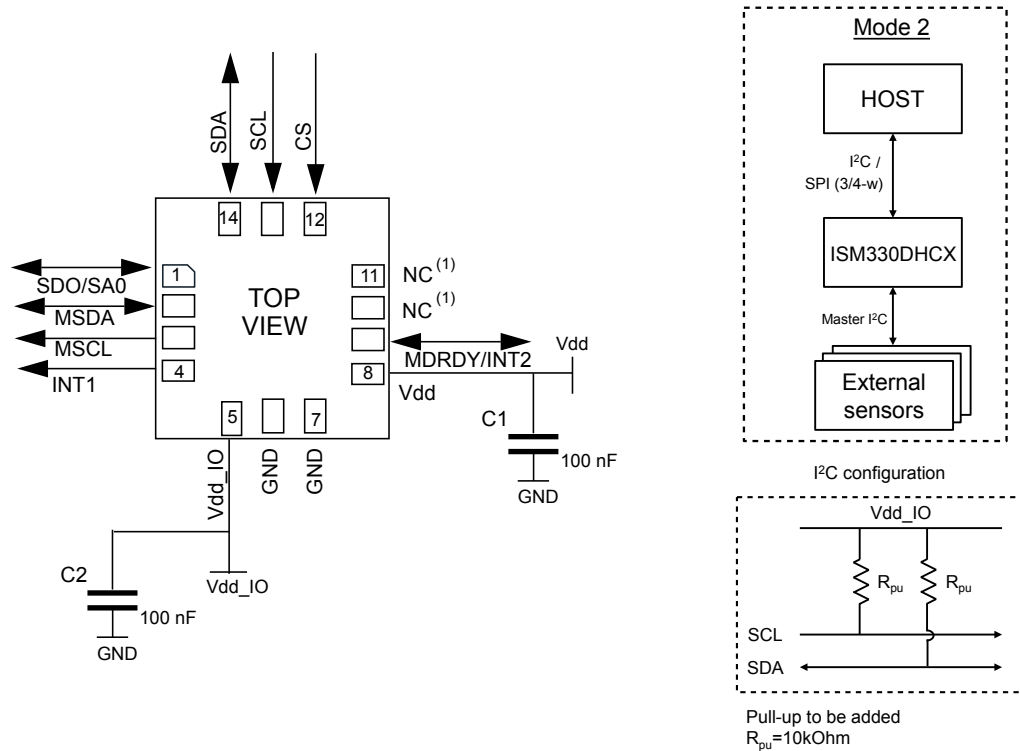 SDA
SCL
CS
14
12
1
11
NC(1)
NC(1)
TOP
VIEW
SDO/SA0
MSDA
MSCL
INT1
4
8
MDRDY/INT2
Vdd
Vdd
5
7
Vdd_IO
GND
GND
C1
100 nF
GND
C2
100 nF
GND
Vdd_IO
Mode 2
HOST
I²C /
SPI (3/4-w)
ISM330DHCX
Master I²C
External
sensors
I²C configuration
Vdd_IO
Rpu
Rpu
SCL
SDA
Pull-up to be added
Rpu=10kOhm